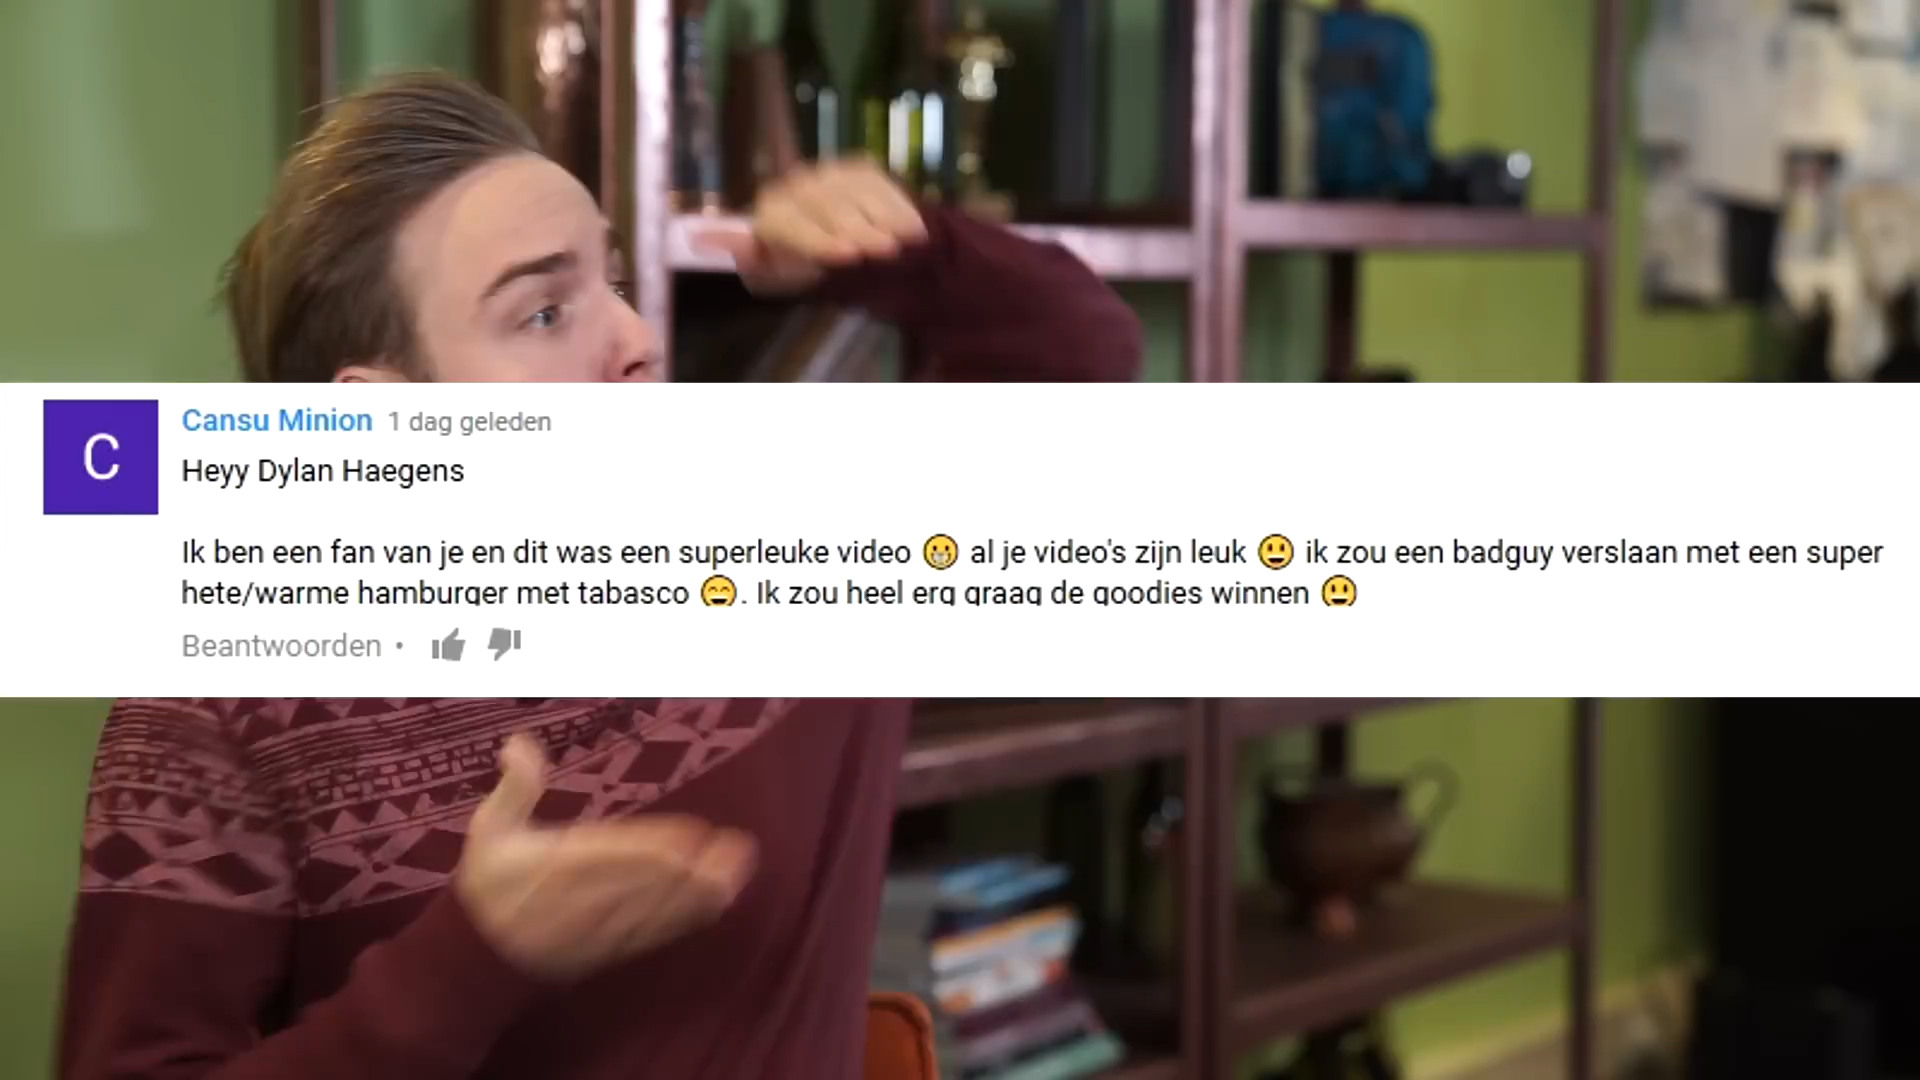 C
Cansu Minion 1 dag geleden
Heyy Dylan Haegens
Ik ben een fan van je en dit was een superleuke video 😁 al je video's zijn leuk 😃 ik zou een badguy verslaan met een super
hete/warme hamburger met tabasco 😄. Ik zou heel erg graag de goodies winnen 😃
Beantwoorden •